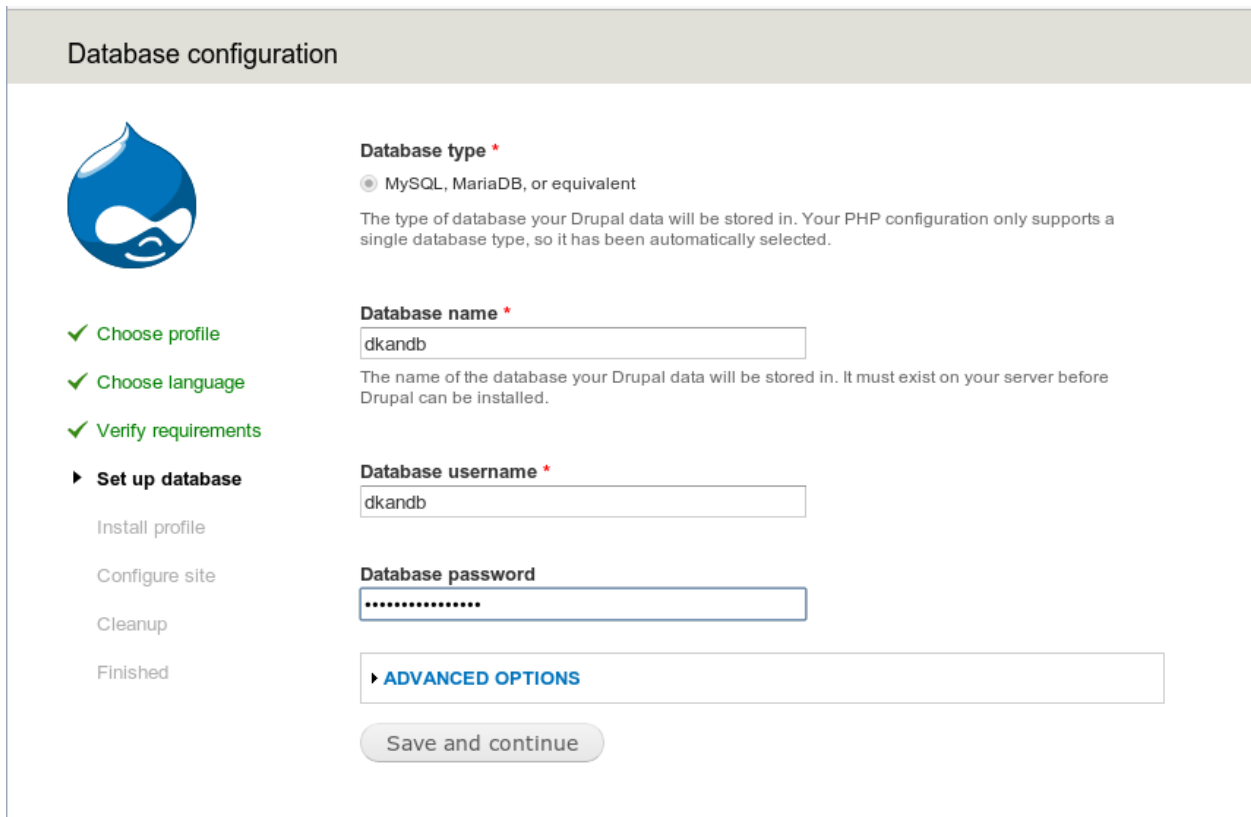 Database configuration
Database type *
MySQL, MariaDB, or equivalent
The type of database your Drupal data will be stored in. Your PHP configuration only supports a
single database type, so it has been automatically selected.
Choose profile
Choose language
Verify requirements
Set up database
Install profile
Configure site
Cleanup
Finished
Database name *
dkandb
The name of the database your Drupal data will be stored in. It must exist on your server before
Drupal can be installed.
Database username *
dkandb
Database password
••••••••••••••••
ADVANCED OPTIONS
Save and continue